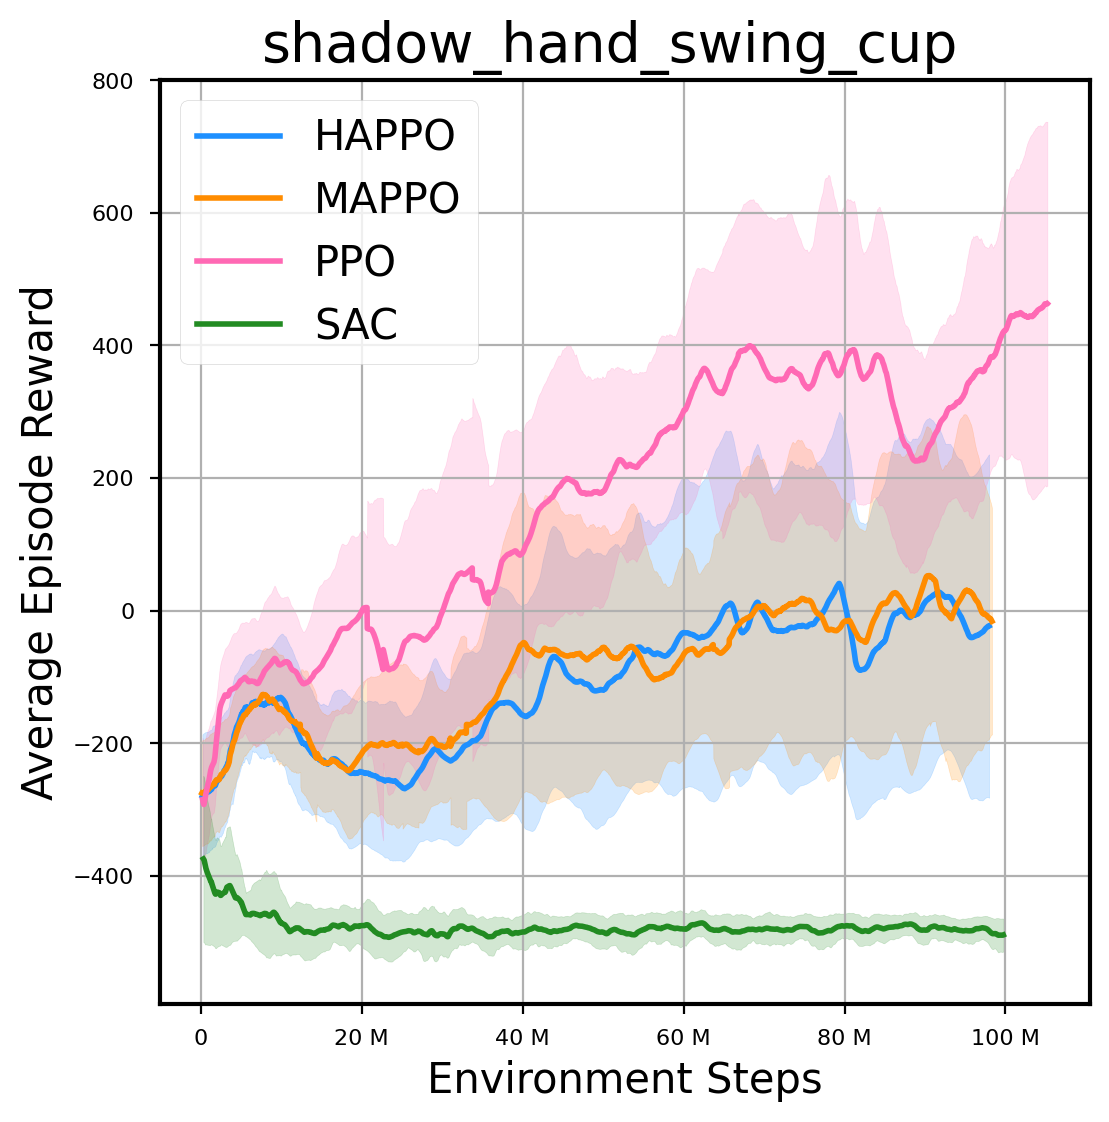 shadow_hand_swing_cup
HAPPO
MAPPO
PPO
SAC
Average Episode Reward
800
600
400
200
0
−200
−400
0 20 M 40 M 60 M 80 M 100 M
Environment Steps